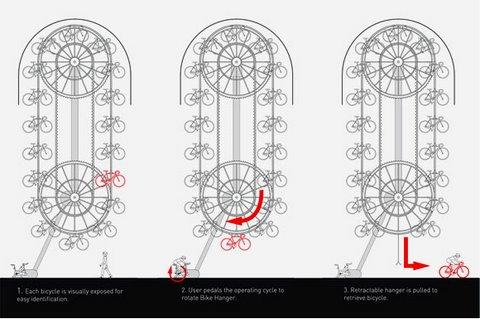 1. Each bicycle is visually exposed for
easy identification.
2. User pedals the operating cycle to
rotate Bike Hanger.
3. Retractable hanger is pulled to
retrieve bicycle.